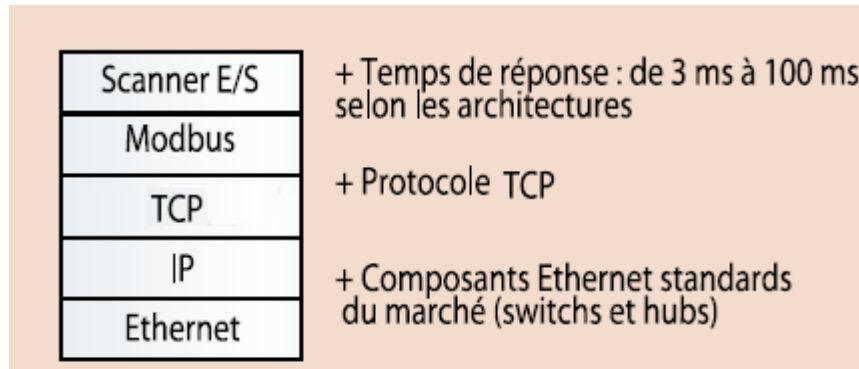 Scanner E/S
Modbus
TCP
IP
Ethernet
+ Temps de réponse : de 3 ms à 100 ms
selon les architectures
+ Protocole TCP
+ Composants Ethernet standards
du marché (switchs et hubs)